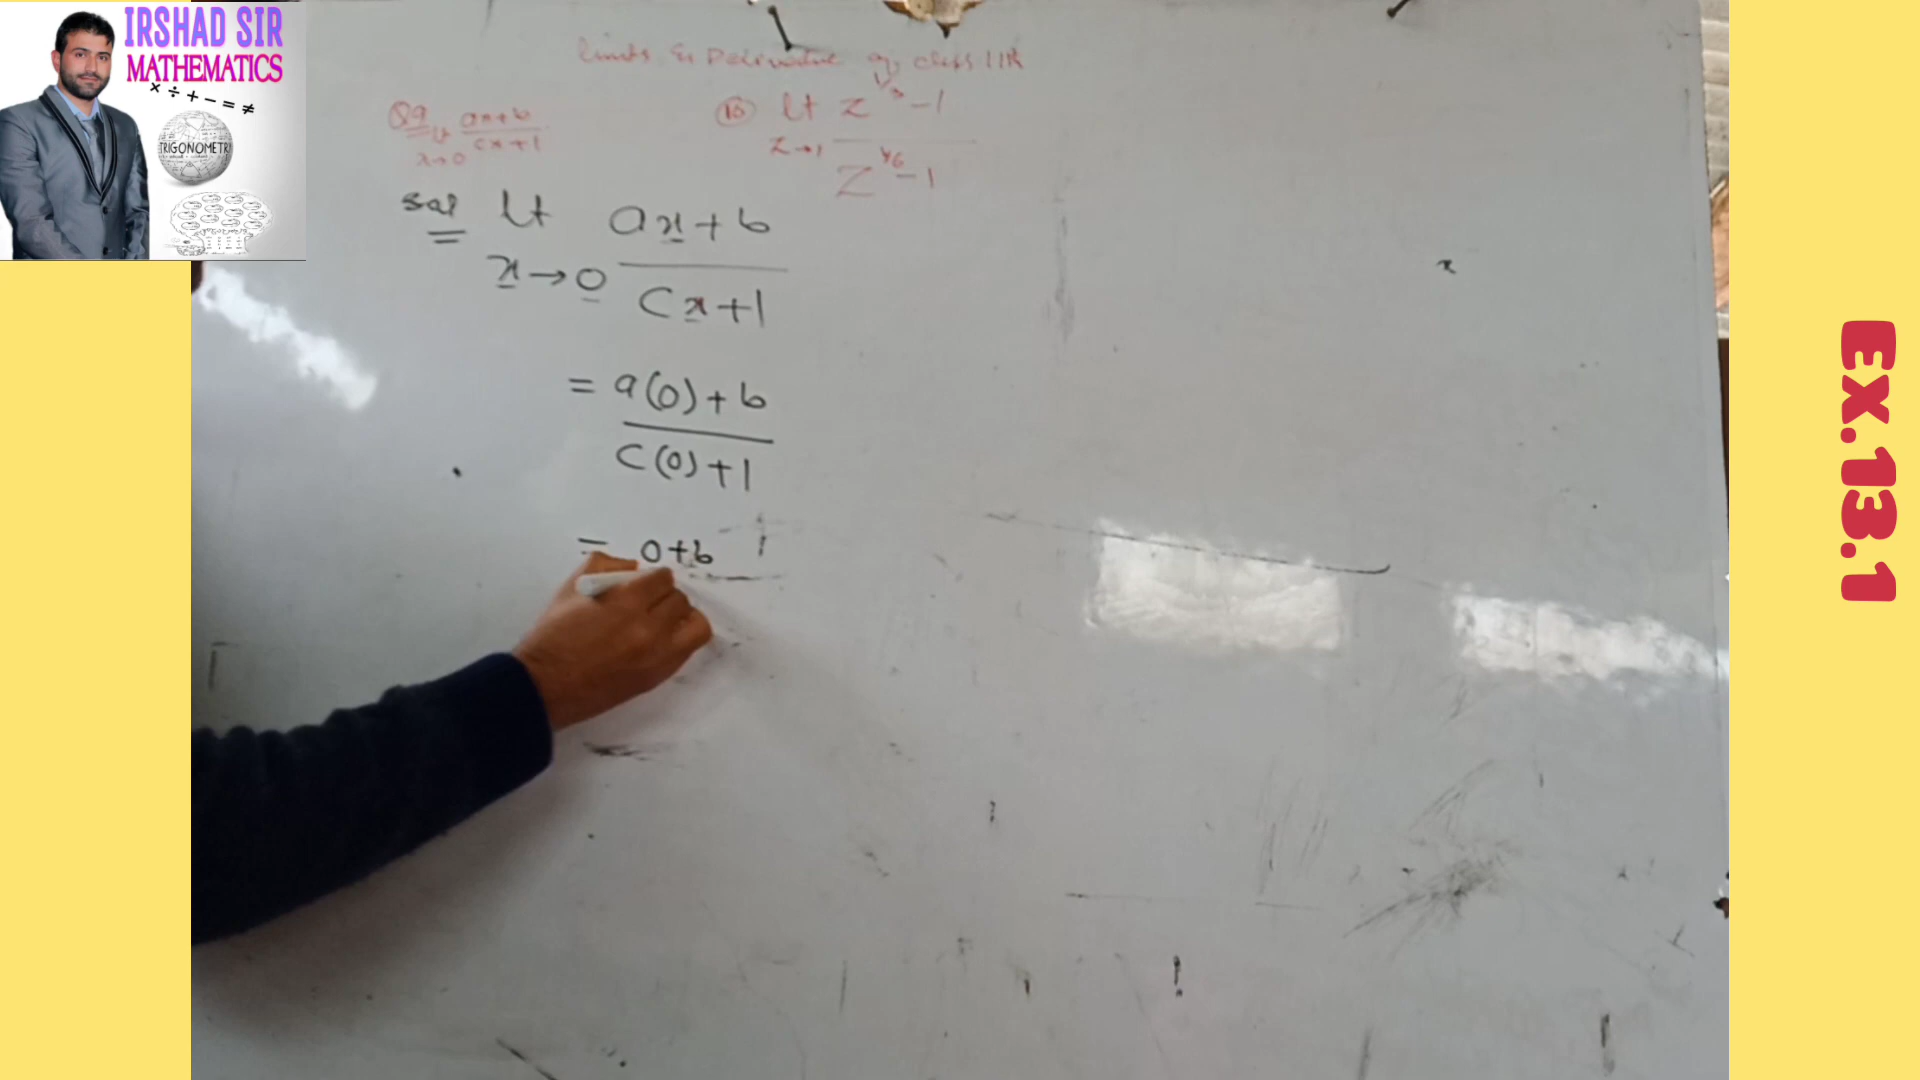 IRSHAD SIR
MATHEMATICS
× ÷ + − = ≠
TRIGONOMETR
Limits & Derivative of class 11th
Q9 lt x→0 ax+b / cx+1
⑩ lt z→1 z^1/3 −1 / z^1/6 −1
Sol lt x→0 ax+b / cx+1
= a(0)+b / c(0)+1
= 0+b
EX.13.1